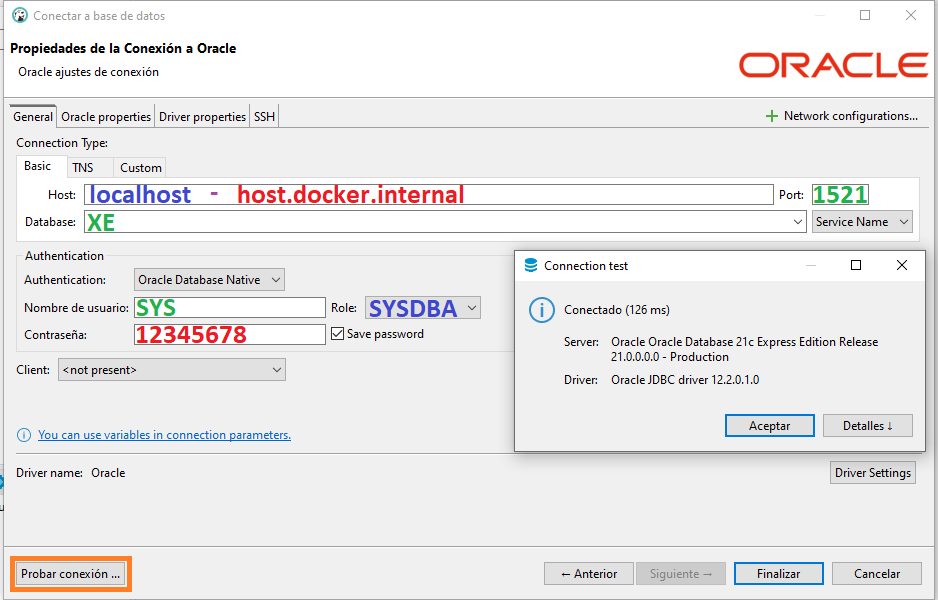 Conectar a base de datos
Propiedades de la Conexión a Oracle
Oracle ajustes de conexión
ORACLE
General Oracle properties Driver properties SSH
Network configurations...
Connection Type:
Basic TNS Custom
Host: localhost - host.docker.internal Port: 1521
Database: XE Service Name
Authentication
Authentication: Oracle Database Native
Nombre de usuario: SYS Role: SYSDBA
Contraseña: 12345678 Save password
Client: <not present>
You can use variables in connection parameters.
Driver name: Oracle
Driver Settings
Connection test
Conectado (126 ms)
Server: Oracle Oracle Database 21c Express Edition Release
21.0.0.0.0 - Production
Driver: Oracle JDBC driver 12.2.0.1.0
Aceptar Detalles ↓
Probar conexión ... ← Anterior Siguiente → Finalizar Cancelar